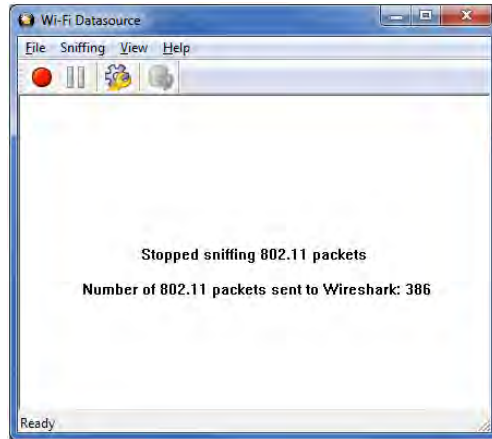 Wi-Fi Datasource
File Sniffing View Help
Stopped sniffing 802.11 packets
Number of 802.11 packets sent to Wireshark: 386
Ready